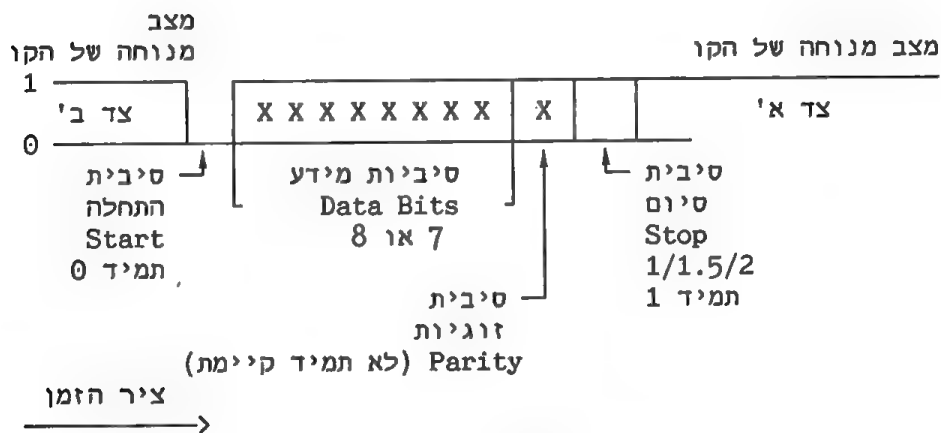 מצב
מנוחה של הקו
מצב מנוחה של הקו
1
צד ב'
X X X X X X X X
X
צד א'
0
סיבית
התחלה
Start
תמיד 0
סיביות מידע
Data Bits
7 או 8
סיבית
סיום
Stop
1/1.5/2
תמיד 1
סיבית
זוגיות
Parity (לא תמיד קיימת)
ציר הזמן